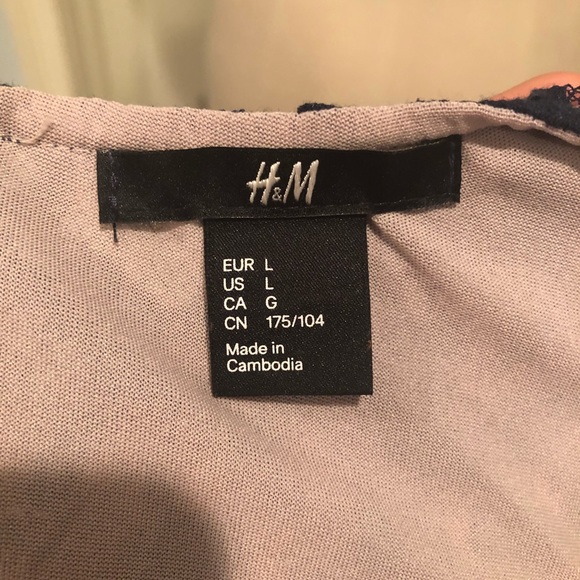 H&M
EUR L
US L
CA G
CN 175/104
Made in
Cambodia